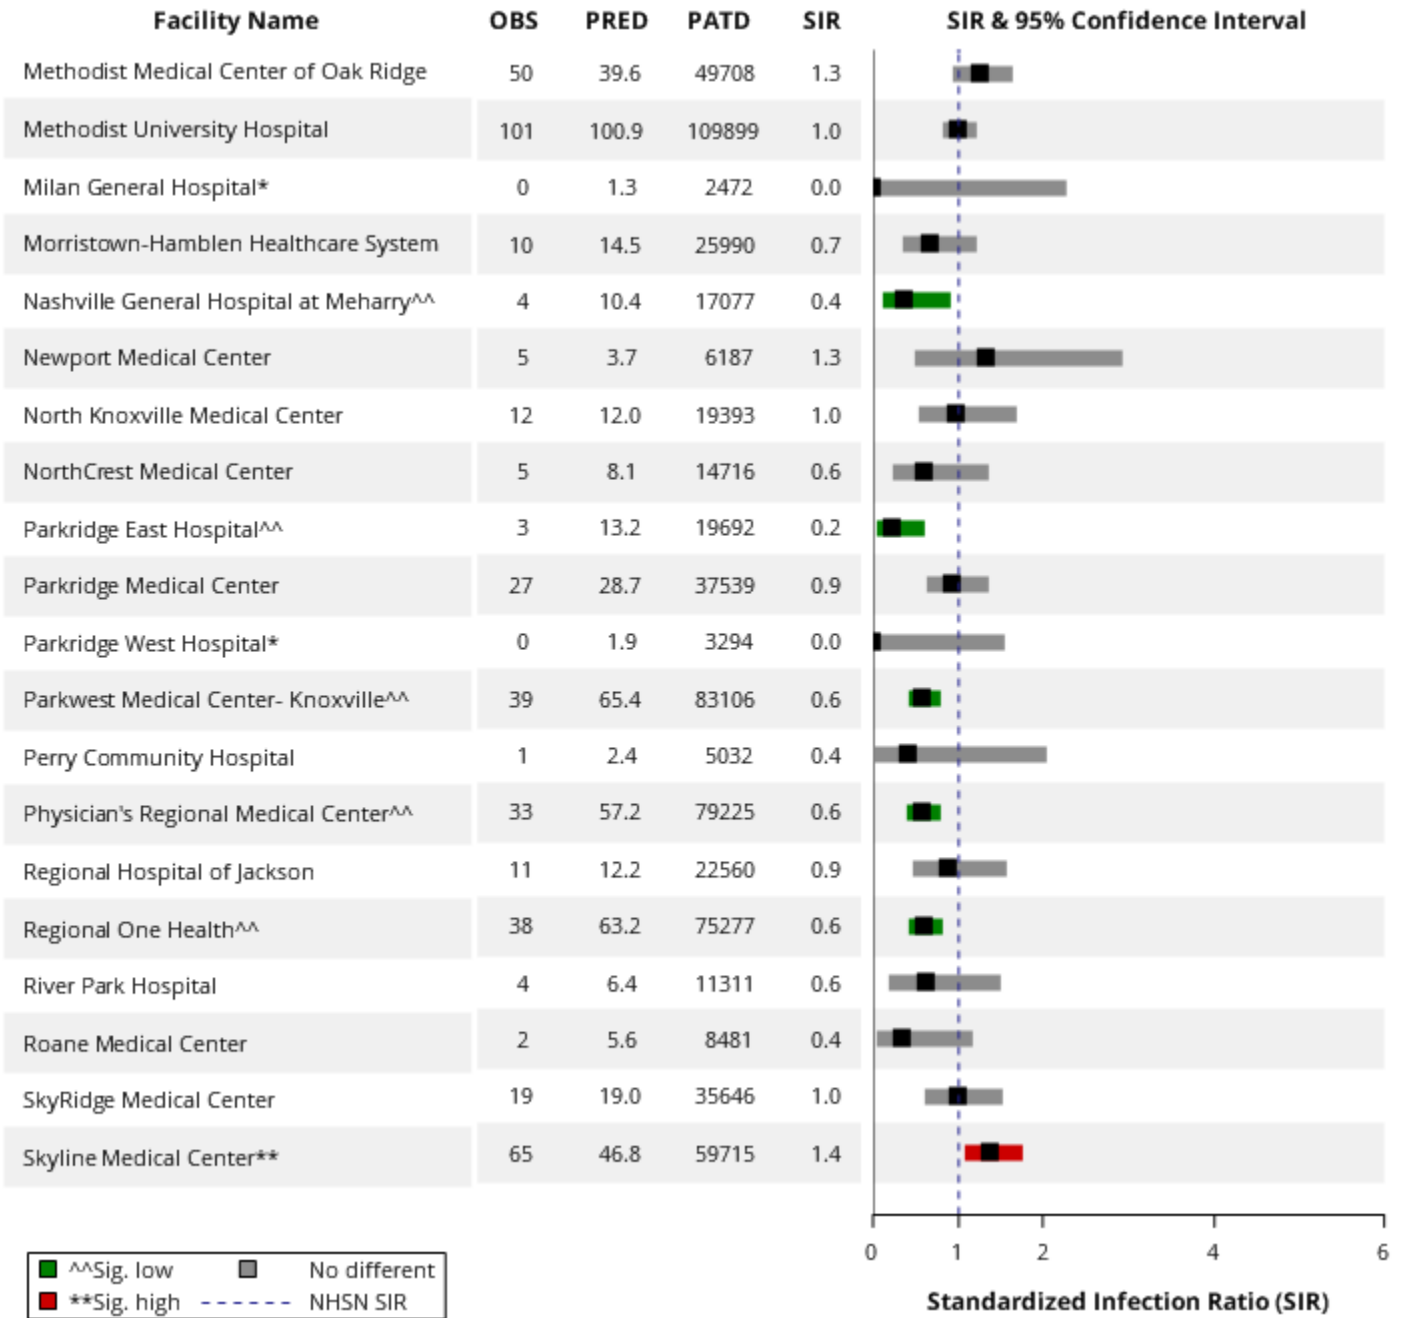 Facility Name OBS PRED PATD SIR SIR & 95% Confidence Interval
Methodist Medical Center of Oak Ridge 50 39.6 49708 1.3
Methodist University Hospital 101 100.9 109899 1.0
Milan General Hospital* 0 1.3 2472 0.0
Morristown-Hamblen Healthcare System 10 14.5 25990 0.7
Nashville General Hospital at Meharry^^ 4 10.4 17077 0.4
Newport Medical Center 5 3.7 6187 1.3
North Knoxville Medical Center 12 12.0 19393 1.0
NorthCrest Medical Center 5 8.1 14716 0.6
Parkridge East Hospital^^ 3 13.2 19692 0.2
Parkridge Medical Center 27 28.7 37539 0.9
Parkridge West Hospital* 0 1.9 3294 0.0
Parkwest Medical Center- Knoxville^^ 39 65.4 83106 0.6
Perry Community Hospital 1 2.4 5032 0.4
Physician's Regional Medical Center^^ 33 57.2 79225 0.6
Regional Hospital of Jackson 11 12.2 22560 0.9
Regional One Health^^ 38 63.2 75277 0.6
River Park Hospital 4 6.4 11311 0.6
Roane Medical Center 2 5.6 8481 0.4
SkyRidge Medical Center 19 19.0 35646 1.0
Skyline Medical Center** 65 46.8 59715 1.4
0 1 2 4 6
^^Sig. low No different
**Sig. high NHSN SIR
Standardized Infection Ratio (SIR)